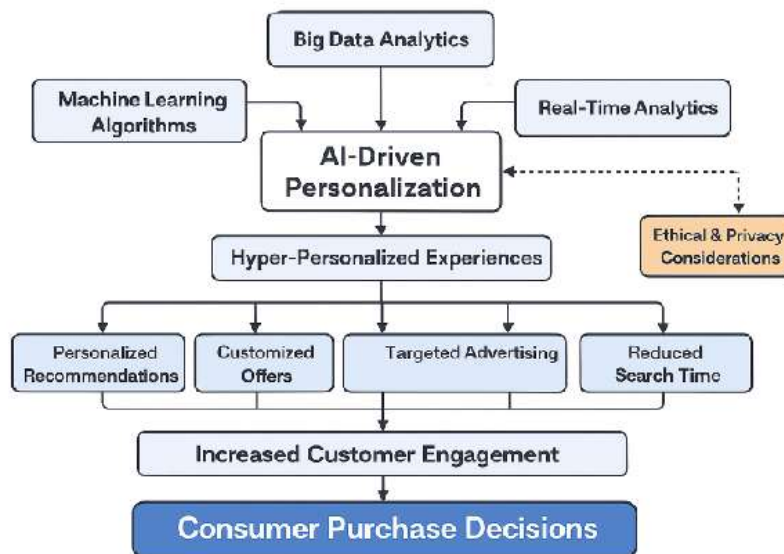 Big Data Analytics
Machine Learning
Algorithms
Real-Time Analytics
AI-Driven
Personalization
Ethical & Privacy
Considerations
Hyper-Personalized Experiences
Personalized
Recommendations
Customized
Offers
Targeted Advertising
Reduced
Search Time
Increased Customer Engagement
Consumer Purchase Decisions